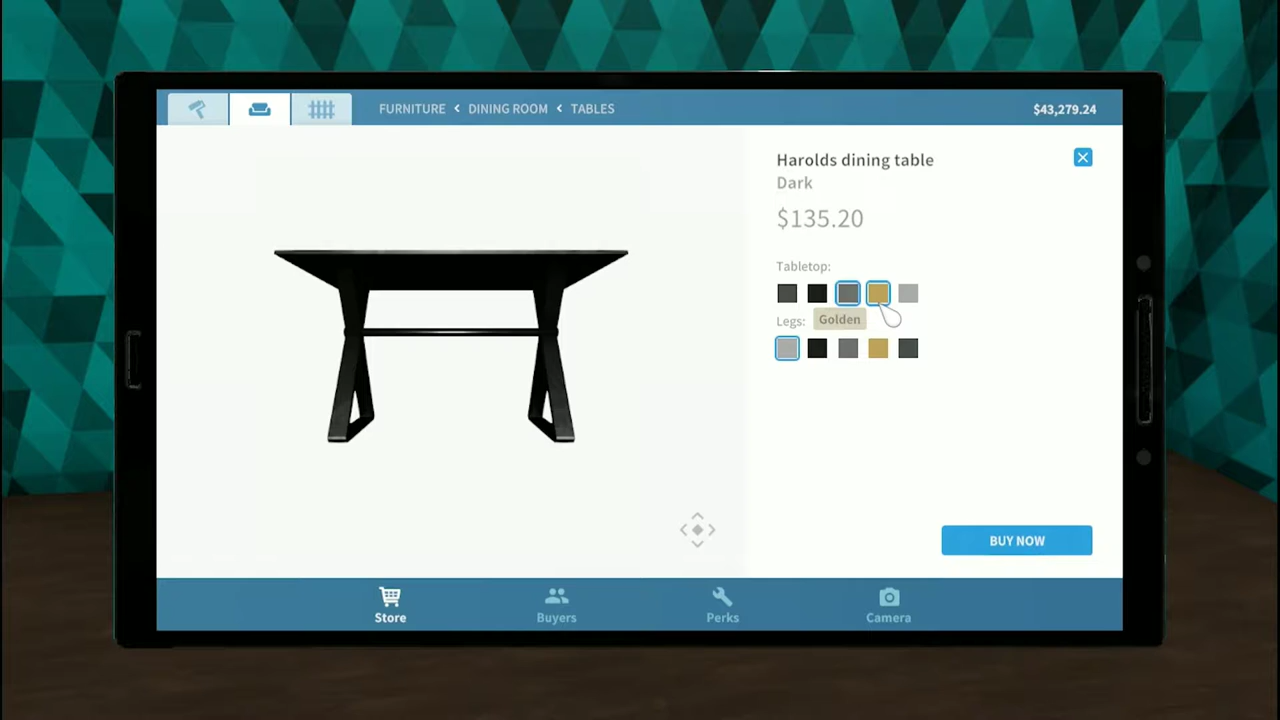 FURNITURE < DINING ROOM < TABLES
$43,279.24
Harolds dining table
Dark
$135.20
Tabletop:
Legs:
Golden
BUY NOW
Store
Buyers
Perks
Camera